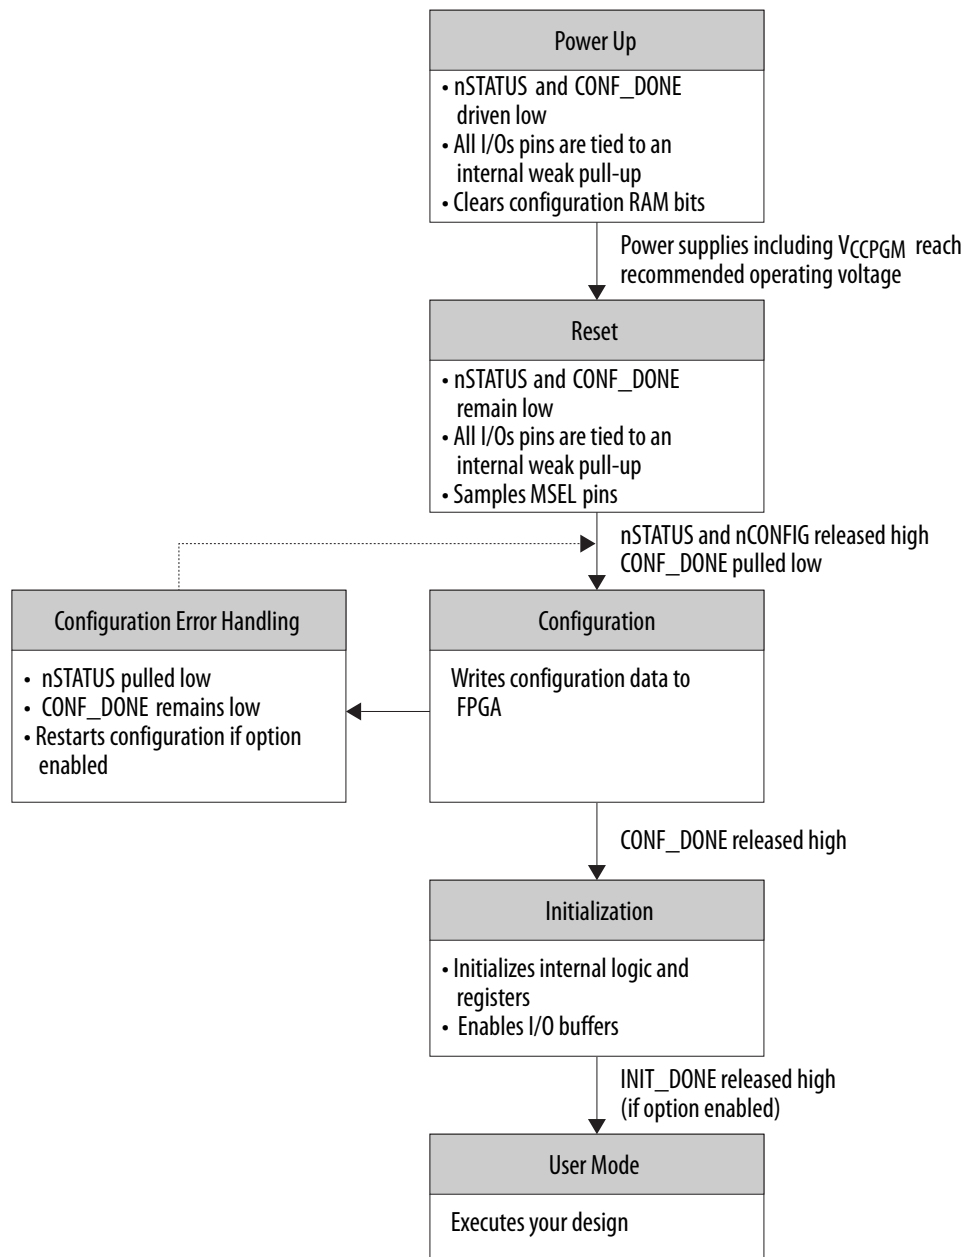 Power Up
• nSTATUS and CONF_DONE
driven low
• All I/Os pins are tied to an
internal weak pull-up
• Clears configuration RAM bits
Power supplies including VCCPGM reach
recommended operating voltage
Reset
• nSTATUS and CONF_DONE
remain low
• All I/Os pins are tied to an
internal weak pull-up
• Samples MSEL pins
nSTATUS and nCONFIG released high
CONF_DONE pulled low
Configuration Error Handling
• nSTATUS pulled low
• CONF_DONE remains low
• Restarts configuration if option
enabled
Configuration
Writes configuration data to
FPGA
CONF_DONE released high
Initialization
• Initializes internal logic and
registers
• Enables I/O buffers
INIT_DONE released high
(if option enabled)
User Mode
Executes your design